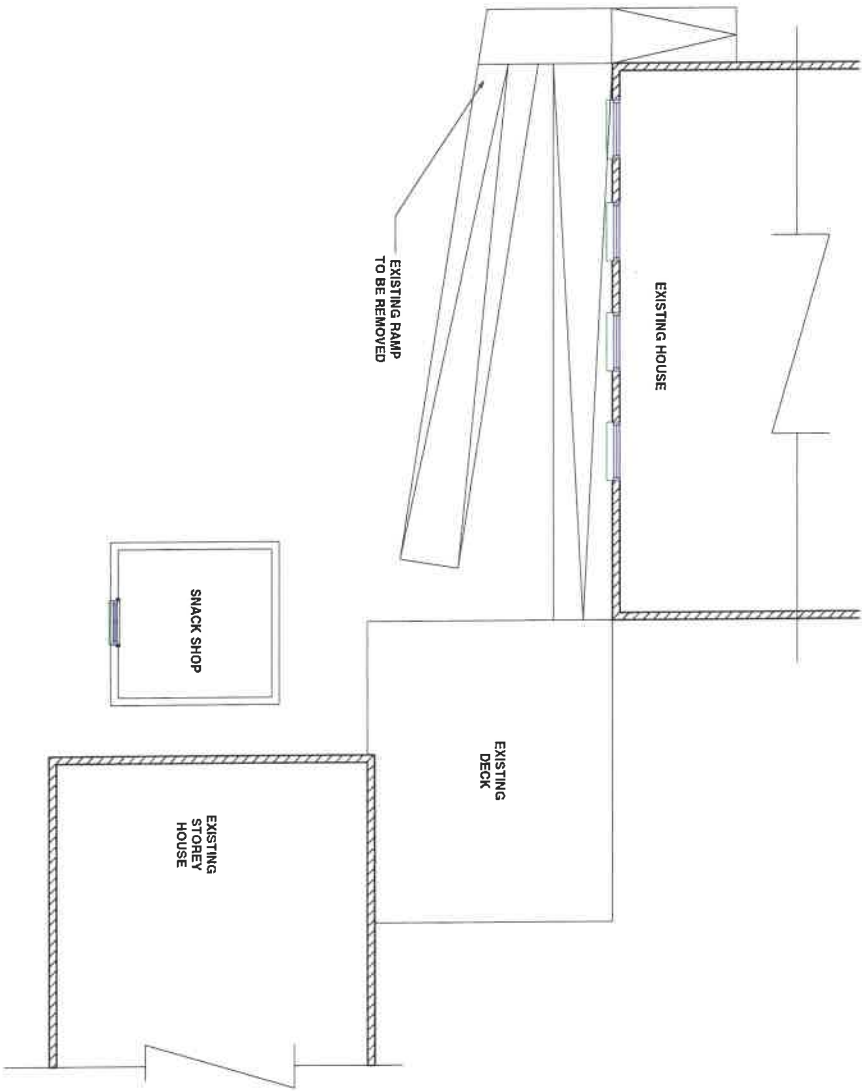 EXISTING HOUSE
EXISTING RAMP
TO BE REMOVED
EXISTING
DECK
SNACK SHOP
EXISTING
STOREY
HOUSE